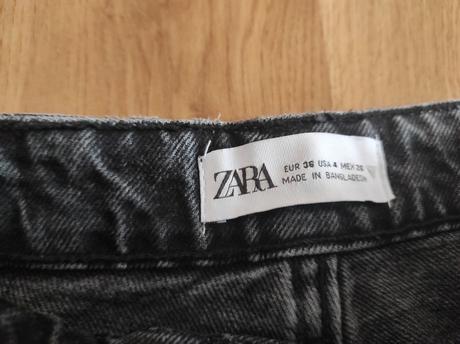 ZARA
EUR 36 USA 4 MEX 26
MADE IN BANGLADESH